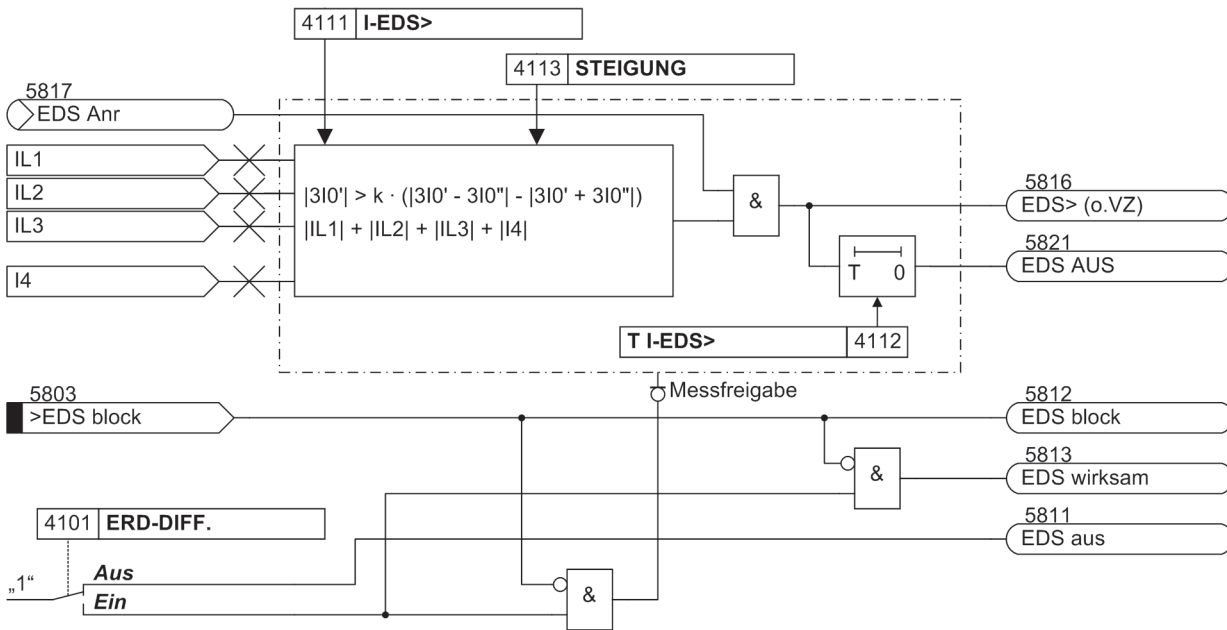 4111 I-EDS>
4113 STEIGUNG
5817
EDS Anr
IL1
IL2
IL3
I4
|3I0'| > k · (|3I0' - 3I0"| - |3I0' + 3I0"|)
|IL1| + |IL2| + |IL3| + |I4|
&
5816
EDS> (o.VZ)
T 0
5821
EDS AUS
T I-EDS> 4112
Messfreigabe
5803
>EDS block
5812
EDS block
&
5813
EDS wirksam
4101 ERD-DIFF.
5811
EDS aus
„1“
Aus
Ein
&